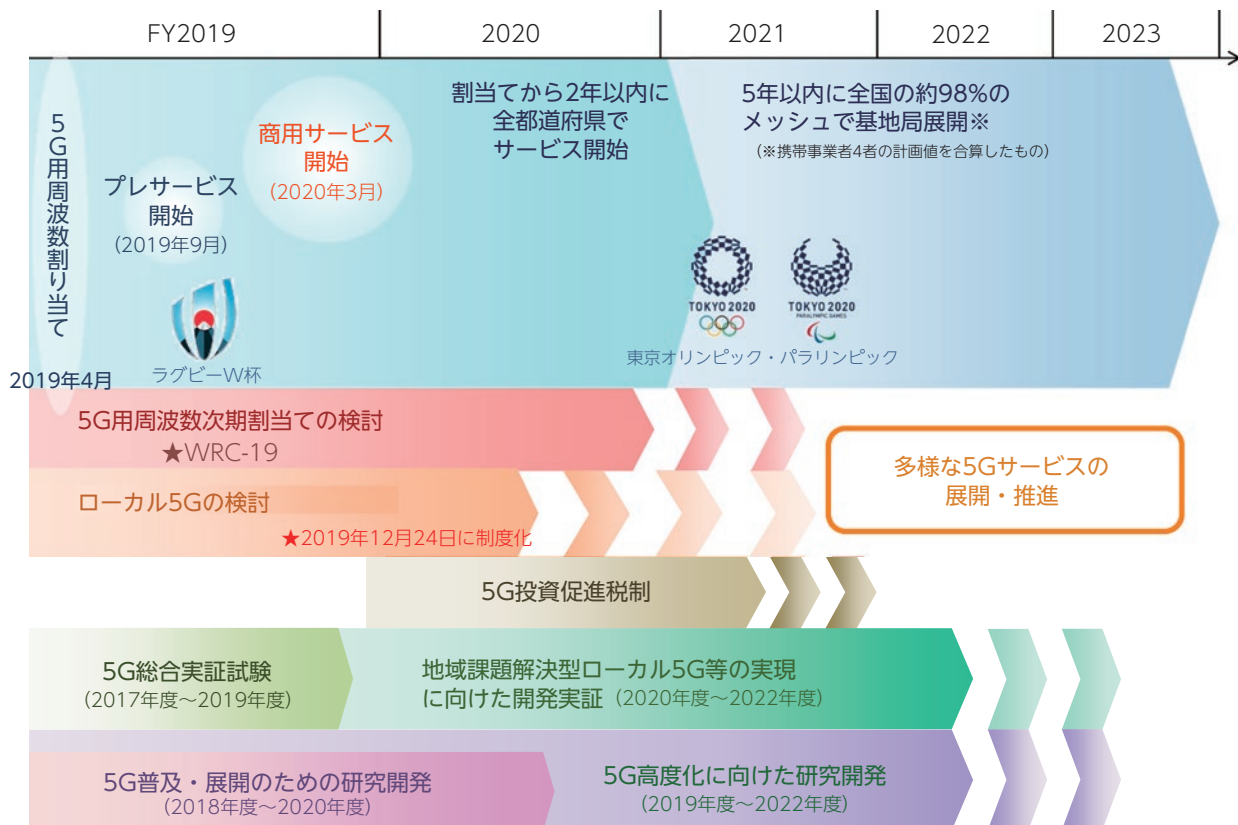 FY2019
2020
2021
2022
2023
5G用周波数割り当て
2019年4月
プレサービス
開始
(2019年9月)
商用サービス
開始
(2020年3月)
ラグビーW杯
割当てから2年以内に
全都道府県で
サービス開始
5年以内に全国の約98%の
メッシュで基地局展開※
(※携帯事業者4者の計画値を合算したもの)
TOKYO 2020
TOKYO 2020
PARALYMPIC GAMES
東京オリンピック・パラリンピック
5G用周波数次期割当ての検討
★WRC-19
ローカル5Gの検討
★2019年12月24日に制度化
多様な5Gサービスの
展開・推進
5G投資促進税制
5G総合実証試験
(2017年度~2019年度)
地域課題解決型ローカル5G等の実現
に向けた開発実証(2020年度~2022年度)
5G普及・展開のための研究開発
(2018年度~2020年度)
5G高度化に向けた研究開発
(2019年度~2022年度)